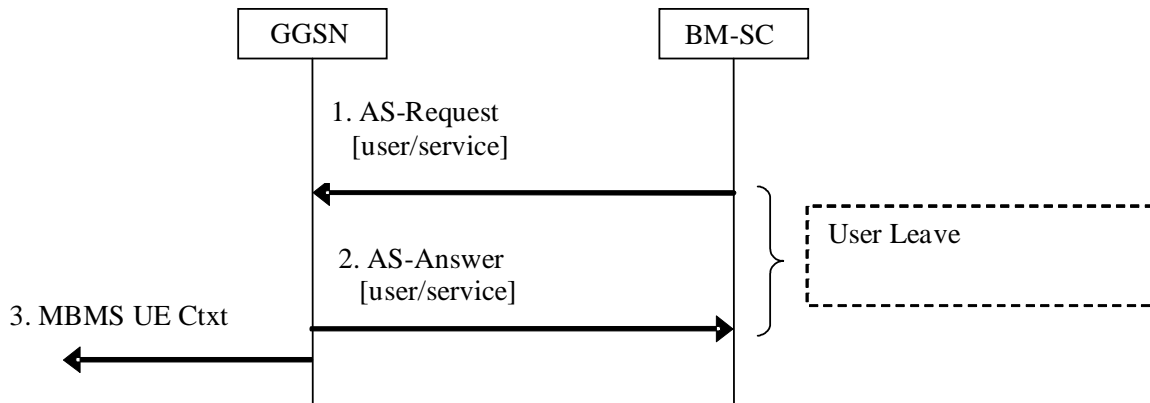 GGSN
BM-SC
1. AS-Request
[user/service]
User Leave
2. AS-Answer
[user/service]
3. MBMS UE Ctxt